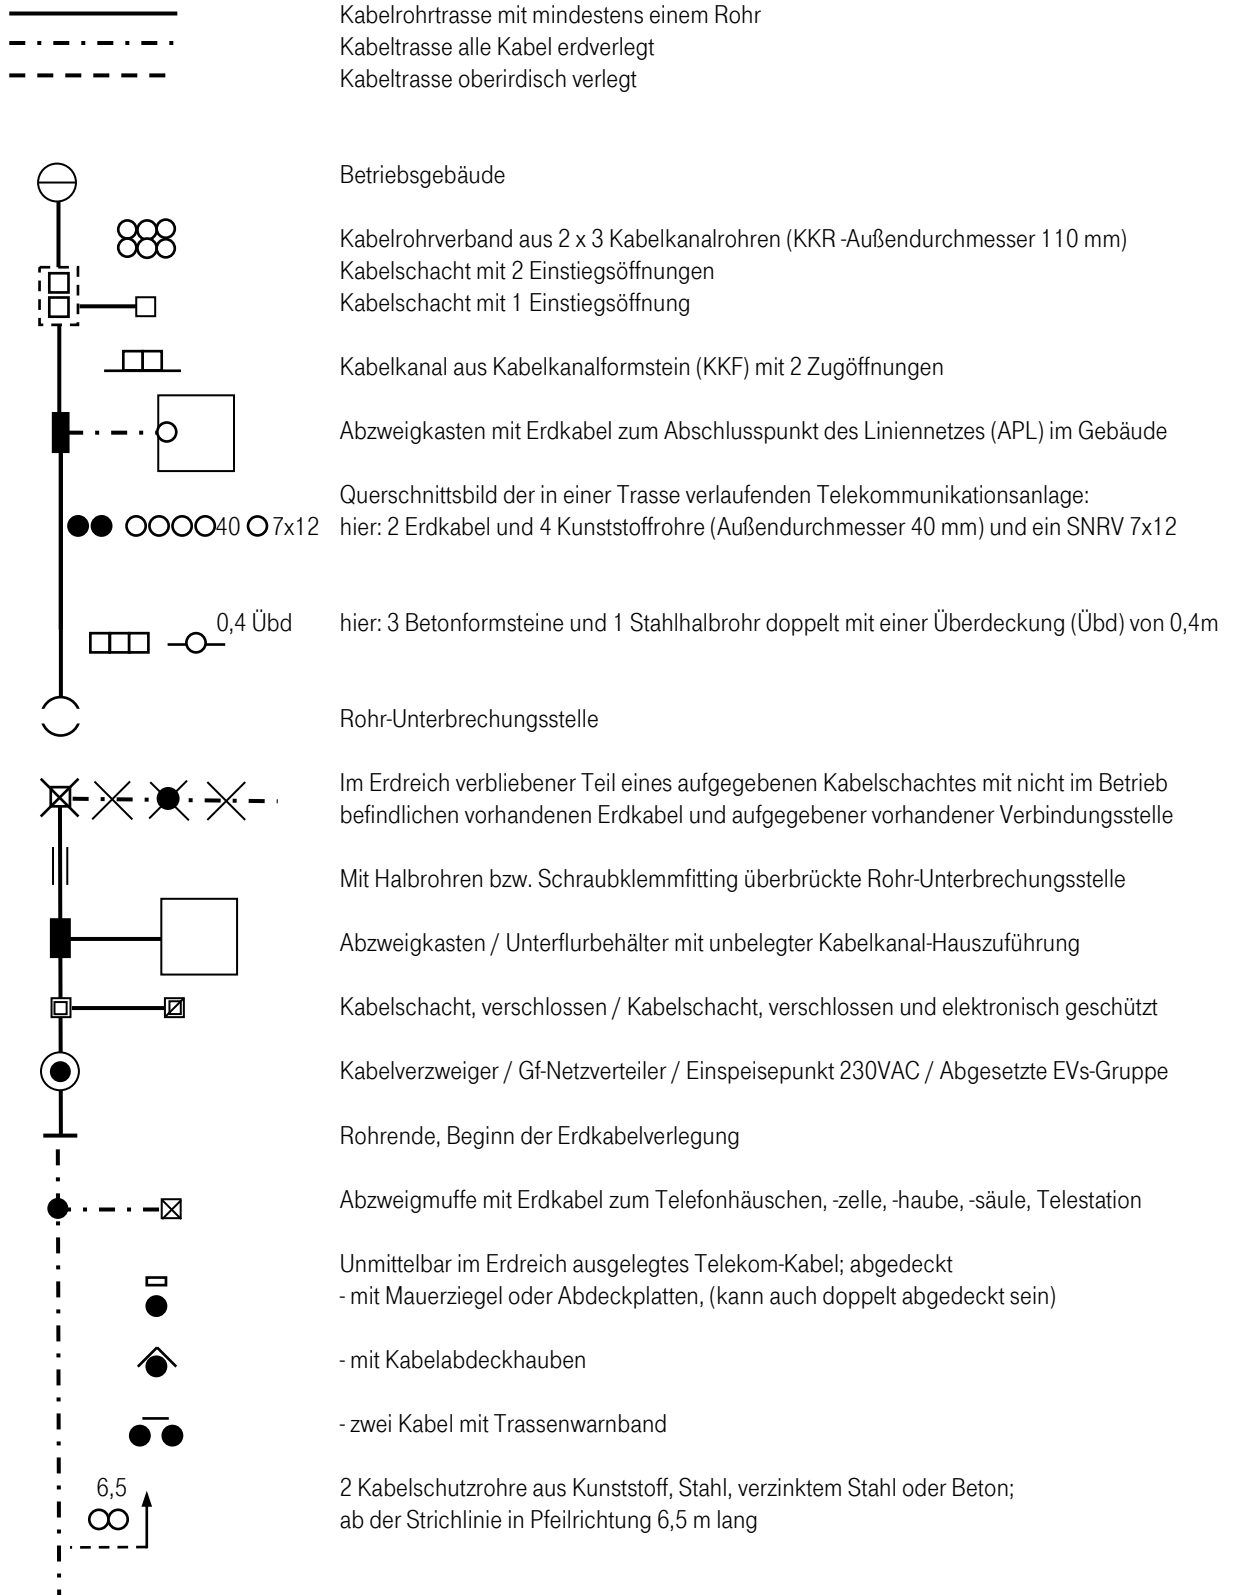 Kabelrohrtrasse mit mindestens einem Rohr
Kabeltrasse alle Kabel erdverlegt
Kabeltrasse oberirdisch verlegt
Betriebsgebäude
Kabelrohrverband aus 2 x 3 Kabelkanalrohren (KKR -Außendurchmesser 110 mm)
Kabelschacht mit 2 Einstiegsöffnungen
Kabelschacht mit 1 Einstiegsöffnung
Kabelkanal aus Kabelkanalformstein (KKF) mit 2 Zugöffnungen
Abzweigkasten mit Erdkabel zum Abschlusspunkt des Liniennetzes (APL) im Gebäude
Querschnittsbild der in einer Trasse verlaufenden Telekommunikationsanlage:
40 7x12 hier: 2 Erdkabel und 4 Kunststoffrohre (Außendurchmesser 40 mm) und ein SNRV 7x12
0,4 Übd hier: 3 Betonformsteine und 1 Stahlhalbrohr doppelt mit einer Überdeckung (Übd) von 0,4m
Rohr-Unterbrechungsstelle
Im Erdreich verbliebener Teil eines aufgegebenen Kabelschachtes mit nicht im Betrieb
befindlichen vorhandenen Erdkabel und aufgegebener vorhandener Verbindungsstelle
Mit Halbrohren bzw. Schraubklemmfitting überbrückte Rohr-Unterbrechungsstelle
Abzweigkasten / Unterflurbehälter mit unbelegter Kabelkanal-Hauszuführung
Kabelschacht, verschlossen / Kabelschacht, verschlossen und elektronisch geschützt
Kabelverzweiger / Gf-Netzverteiler / Einspeisepunkt 230VAC / Abgesetzte EVs-Gruppe
Rohrende, Beginn der Erdkabelverlegung
Abzweigmuffe mit Erdkabel zum Telefonhäuschen, -zelle, -haube, -säule, Telestation
Unmittelbar im Erdreich ausgelegtes Telekom-Kabel; abgedeckt
- mit Mauerziegel oder Abdeckplatten, (kann auch doppelt abgedeckt sein)
- mit Kabelabdeckhauben
- zwei Kabel mit Trassenwarnband
6,5 2 Kabelschutzrohre aus Kunststoff, Stahl, verzinktem Stahl oder Beton;
ab der Strichlinie in Pfeilrichtung 6,5 m lang